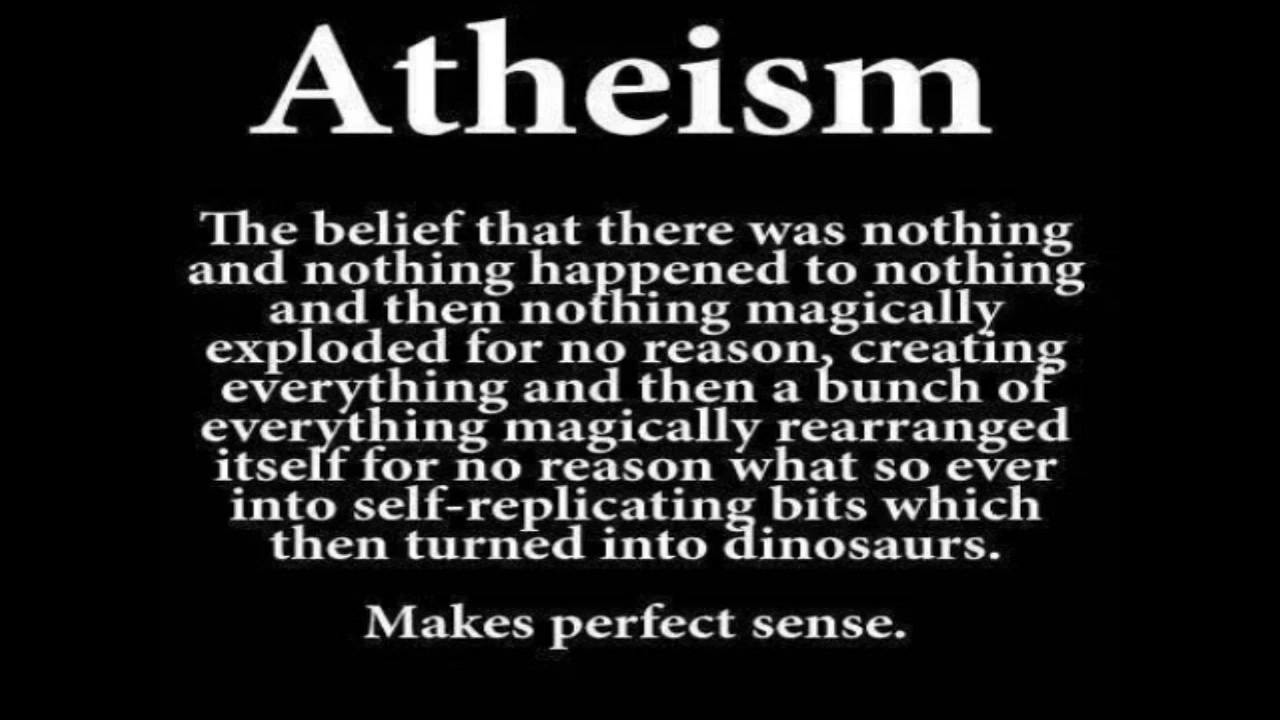 Atheism
The belief that there was nothing
and nothing happened to nothing
and then nothing magically
exploded for no reason, creating
everything and then a bunch of
everything magically rearranged
itself for no reason what so ever
into self-replicating bits which
then turned into dinosaurs.
Makes perfect sense.